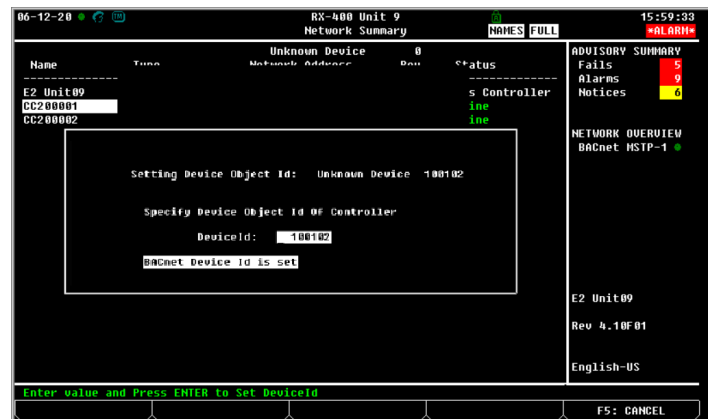 06-12-20 RX-400 Unit 9 15:59:33
Network Summary NAMES FULL *ALARM*
Unknown Device 0
Name Type Network Address Rev Status
E2 Unit09 s Controller
CC200001 ine
CC200002 ine
Setting Device Object Id: Unknown Device 100102
Specify Device Object Id Of Controller
DeviceId: 100102
BACnet Device Id is set
ADVISORY SUMMARY
Fails 5
Alarms 9
Notices 6
NETWORK OVERVIEW
BACnet MSTP-1
E2 Unit09
Rev 4.10F01
English-US
Enter value and Press ENTER to Set DeviceId
F5: CANCEL